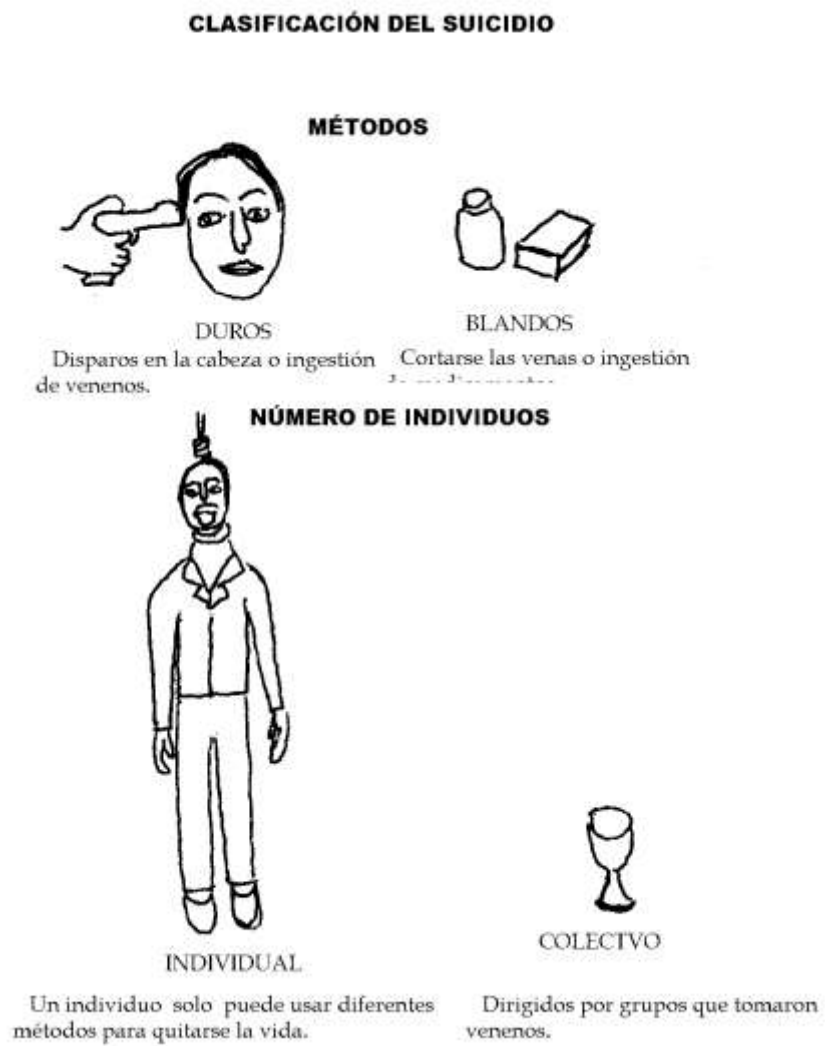 CLASIFICACIÓN DEL SUICIDIO
MÉTODOS
DUROS
Disparos en la cabeza o ingestión
de venenos.
BLANDOS
Cortarse las venas o ingestión
NÚMERO DE INDIVIDUOS
INDIVIDUAL
Un individuo solo puede usar diferentes
métodos para quitarse la vida.
COLECTVO
Dirigidos por grupos que tomaron
venenos.